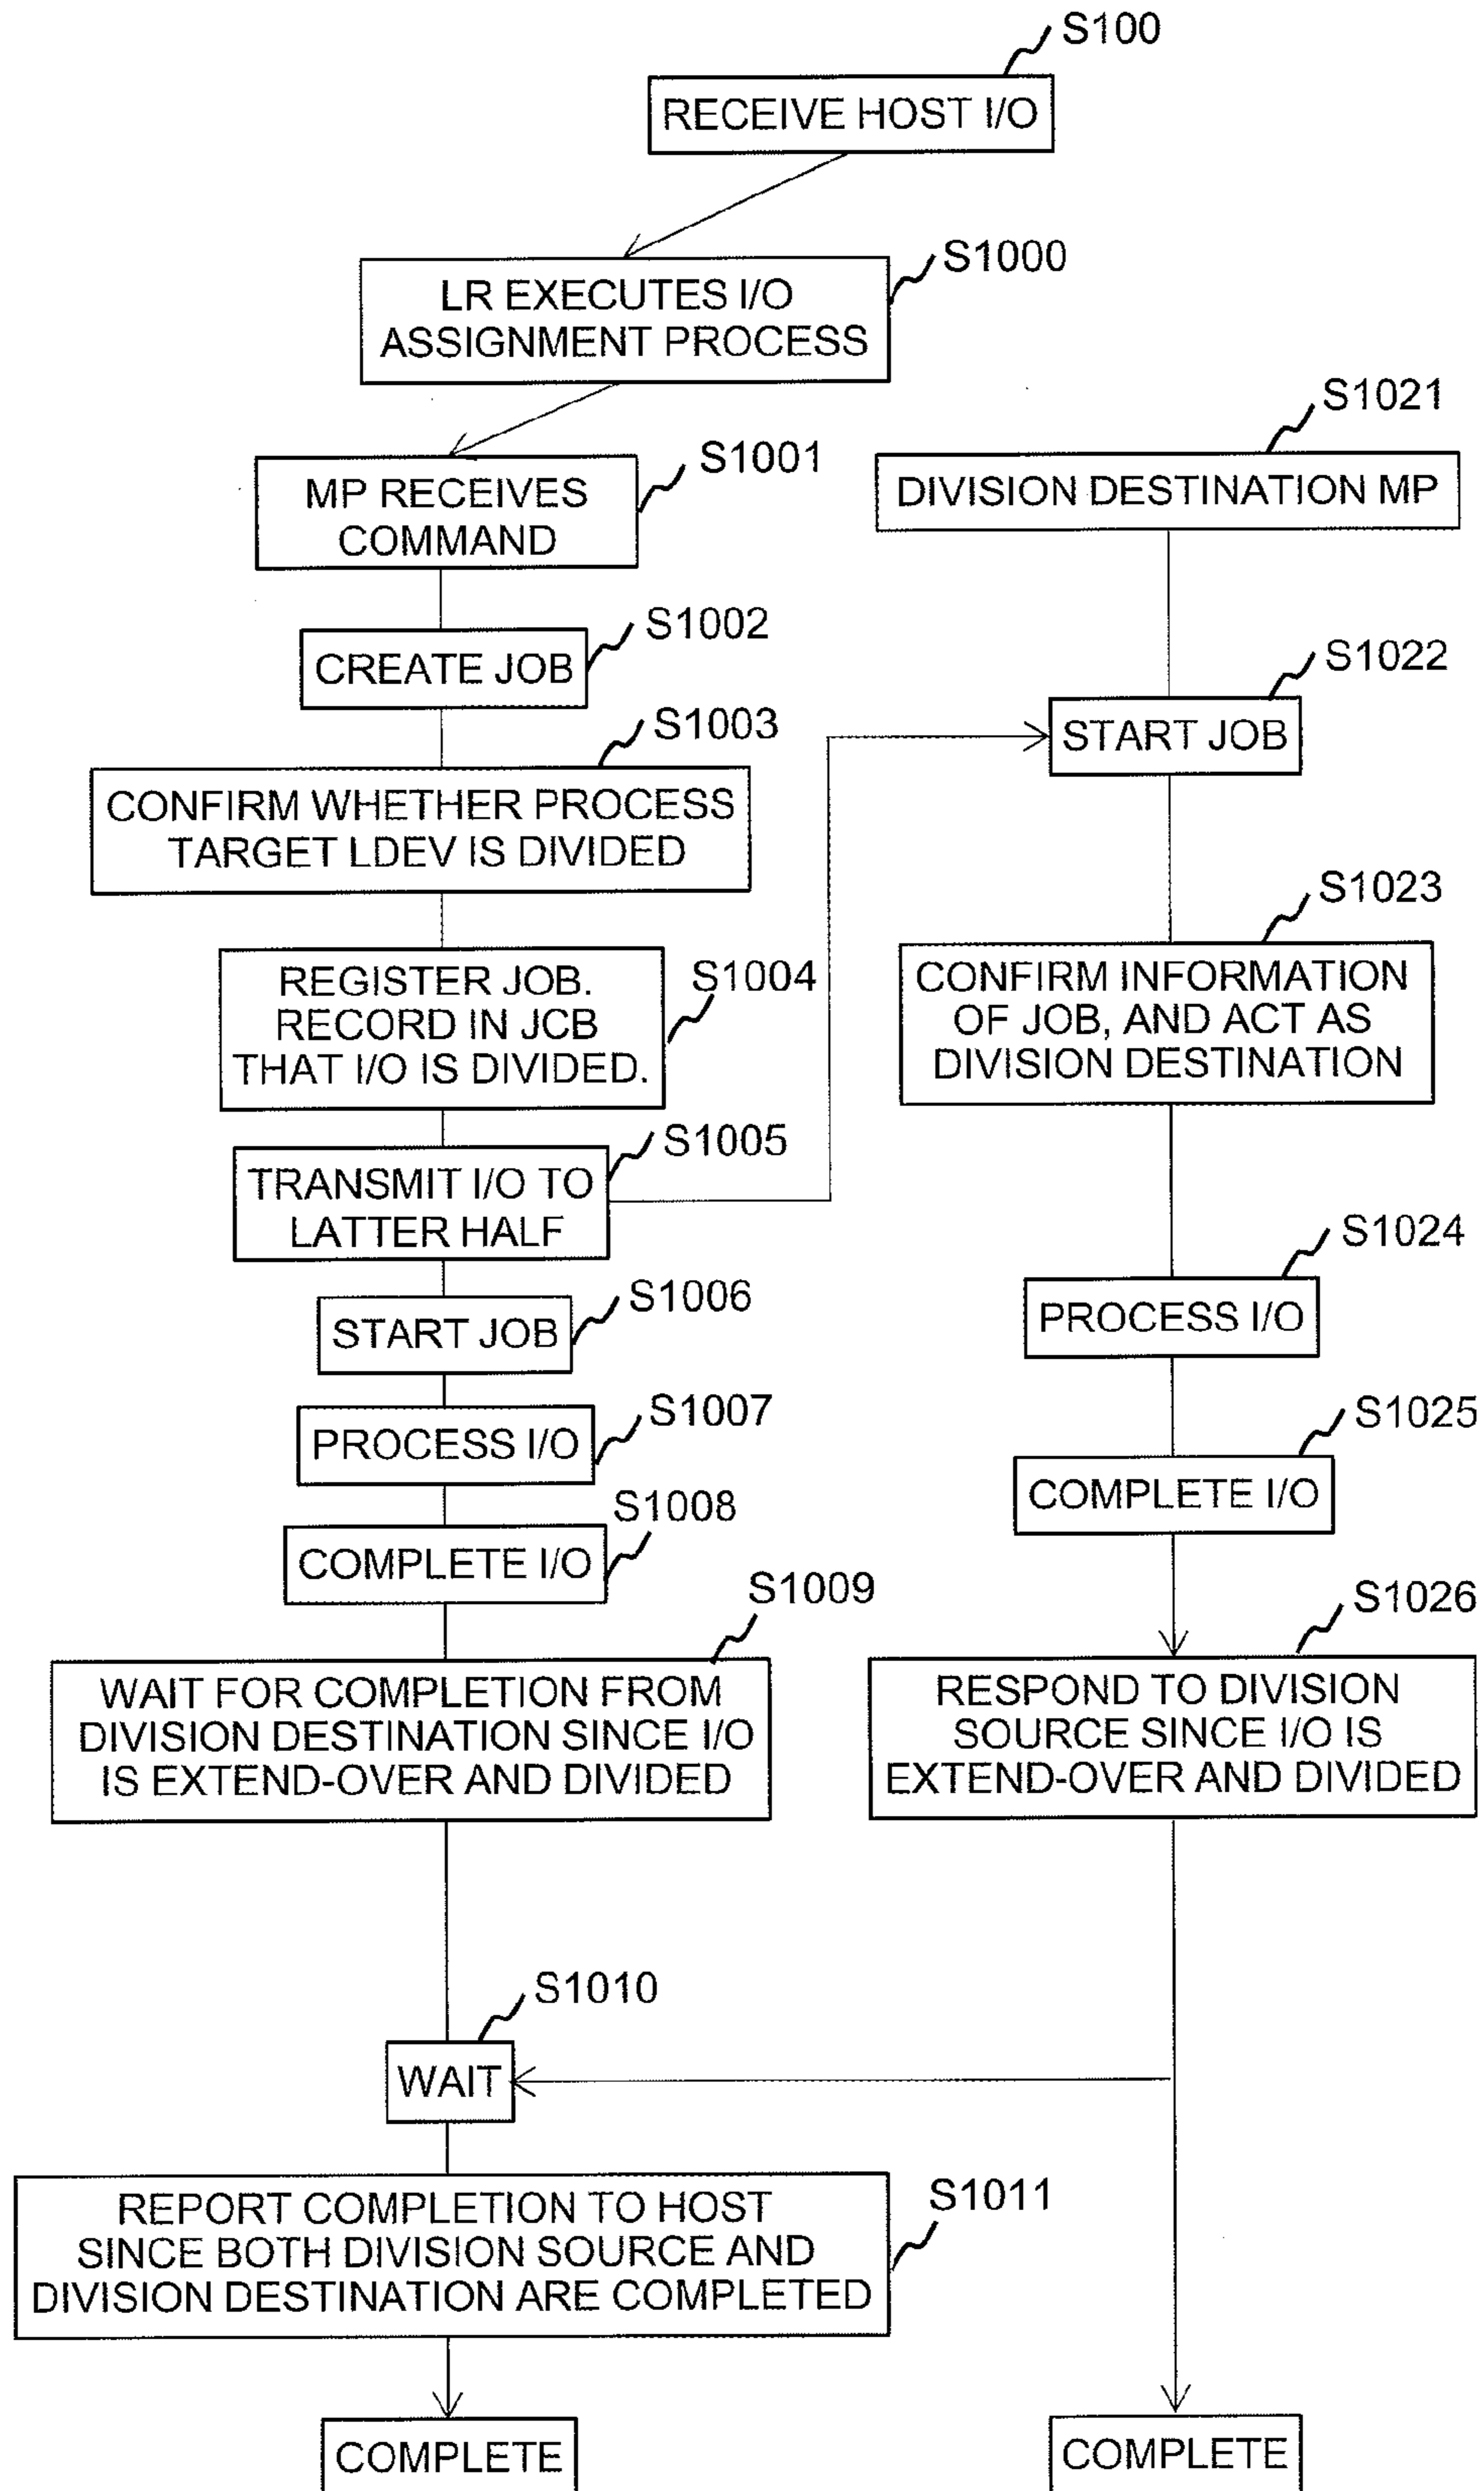 S100
RECEIVE HOST I/O
S1000
LR EXECUTES I/O
ASSIGNMENT PROCESS
S1001
MP RECEIVES
COMMAND
S1002
CREATE JOB
S1003
CONFIRM WHETHER PROCESS
TARGET LDEV IS DIVIDED
S1004
REGISTER JOB.
RECORD IN JCB
THAT I/O IS DIVIDED.
S1005
TRANSMIT I/O TO
LATTER HALF
S1006
START JOB
S1007
PROCESS I/O
S1008
COMPLETE I/O
S1009
WAIT FOR COMPLETION FROM
DIVISION DESTINATION SINCE I/O
IS EXTEND-OVER AND DIVIDED
S1010
WAIT
S1011
REPORT COMPLETION TO HOST
SINCE BOTH DIVISION SOURCE AND
DIVISION DESTINATION ARE COMPLETED
COMPLETE
S1021
DIVISION DESTINATION MP
S1022
START JOB
S1023
CONFIRM INFORMATION
OF JOB, AND ACT AS
DIVISION DESTINATION
S1024
PROCESS I/O
S1025
COMPLETE I/O
S1026
RESPOND TO DIVISION
SOURCE SINCE I/O IS
EXTEND-OVER AND DIVIDED
COMPLETE